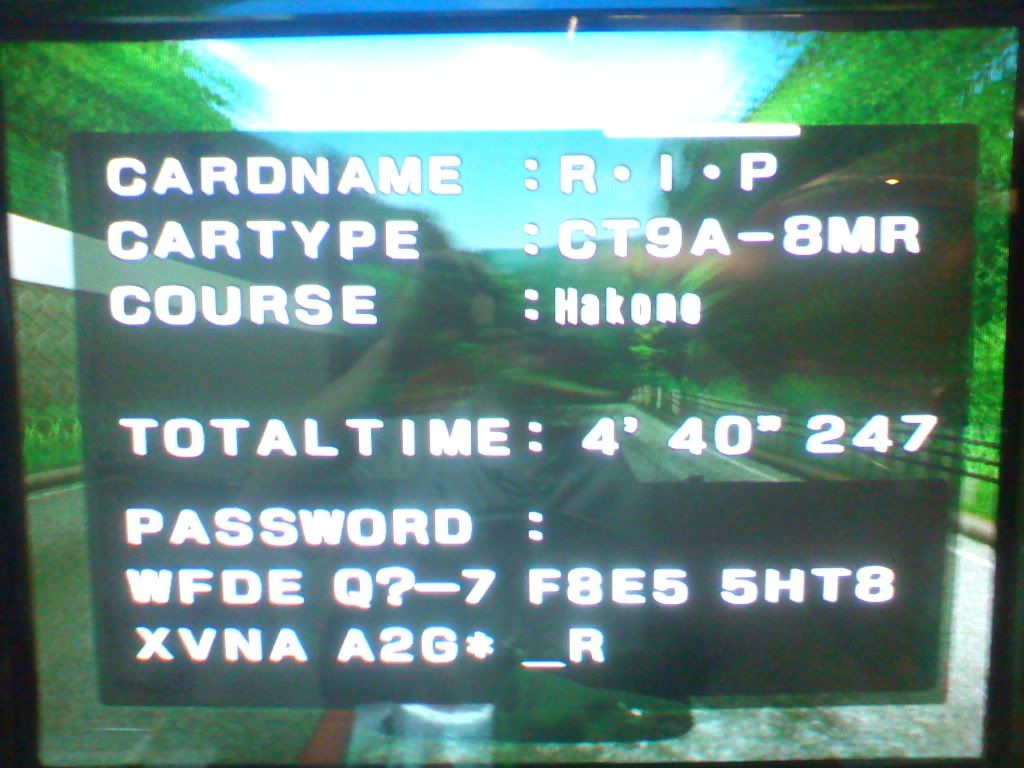 CARDNAME : R・I・P
CARTYPE : CT9A-8MR
COURSE : Hakone
TOTALTIME: 4' 40" 247
PASSWORD :
WFDE Q?-7 F8E5 5HT8
XVNA A2G* _R